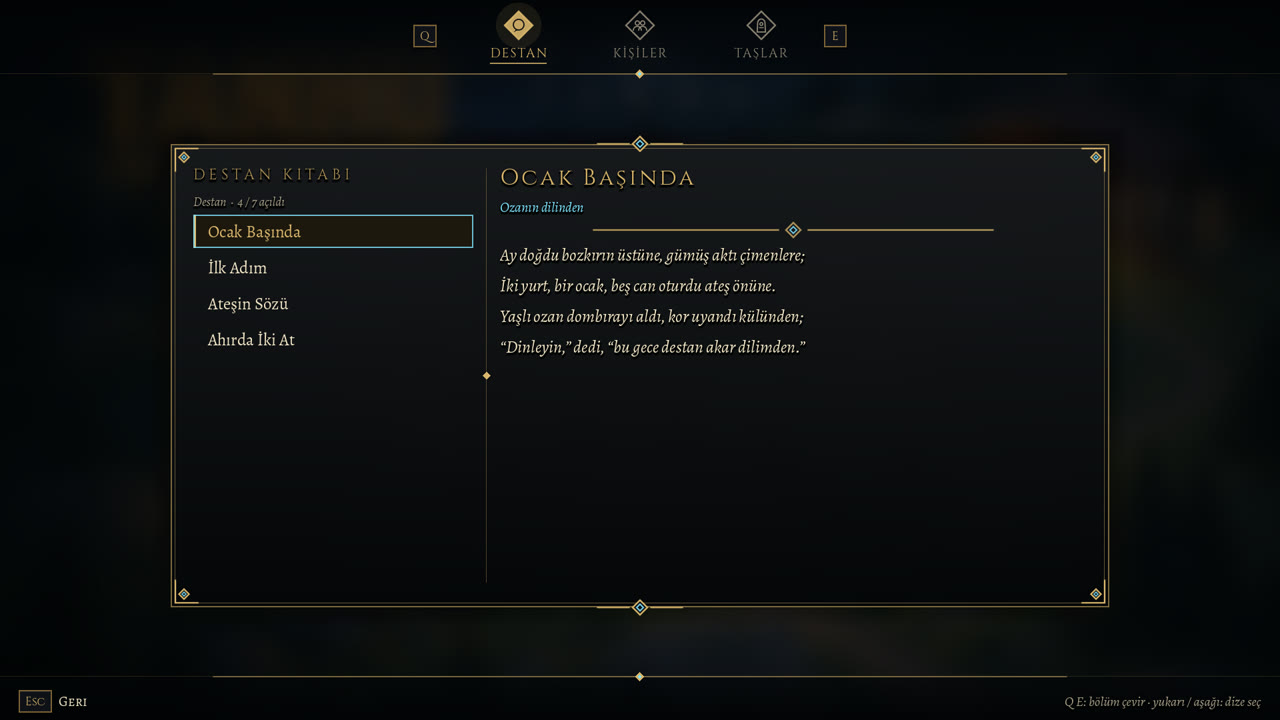 Q
DESTAN
KİŞİLER
TAŞLAR
E
DESTAN KITABI
Destan · 4 / 7 açıldı
Ocak Başında
İlk Adım
Ateşin Sözü
Ahırda İki At
Ocak Başında
Ozanın dilinden
Ay doğdu bozkırın üstüne, gümüş aktı çimenlere;
İki yurt, bir ocak, beş can oturdu ateş önüne.
Yaşlı ozan dombırayı aldı, kor uyandı külünden;
“Dinleyin,” dedi, “bu gece destan akar dilimden.”
Esc Geri
Q E: bölüm çevir · yukarı / aşağı: dize seç